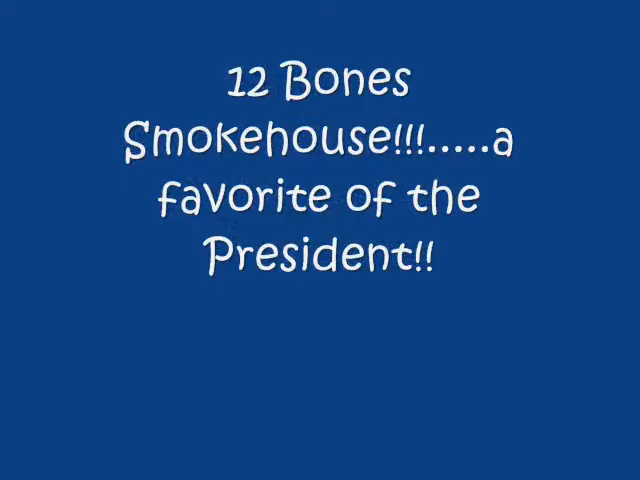 12 Bones
Smokehouse!!!.....a
favorite of the
President!!